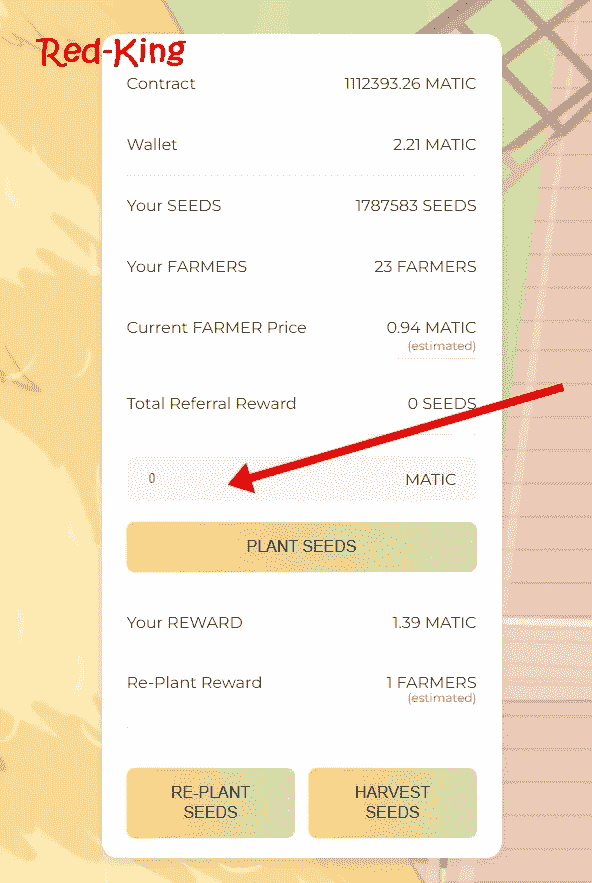 Red-King
Contract 1112393.26 MATIC
Wallet 2.21 MATIC
Your SEEDS 1787583 SEEDS
Your FARMERS 23 FARMERS
Current FARMER Price 0.94 MATIC
(estimated)
Total Referral Reward 0 SEEDS
0 MATIC
PLANT SEEDS
Your REWARD 1.39 MATIC
Re-Plant Reward 1 FARMERS
(estimated)
RE-PLANT HARVEST
SEEDS SEEDS